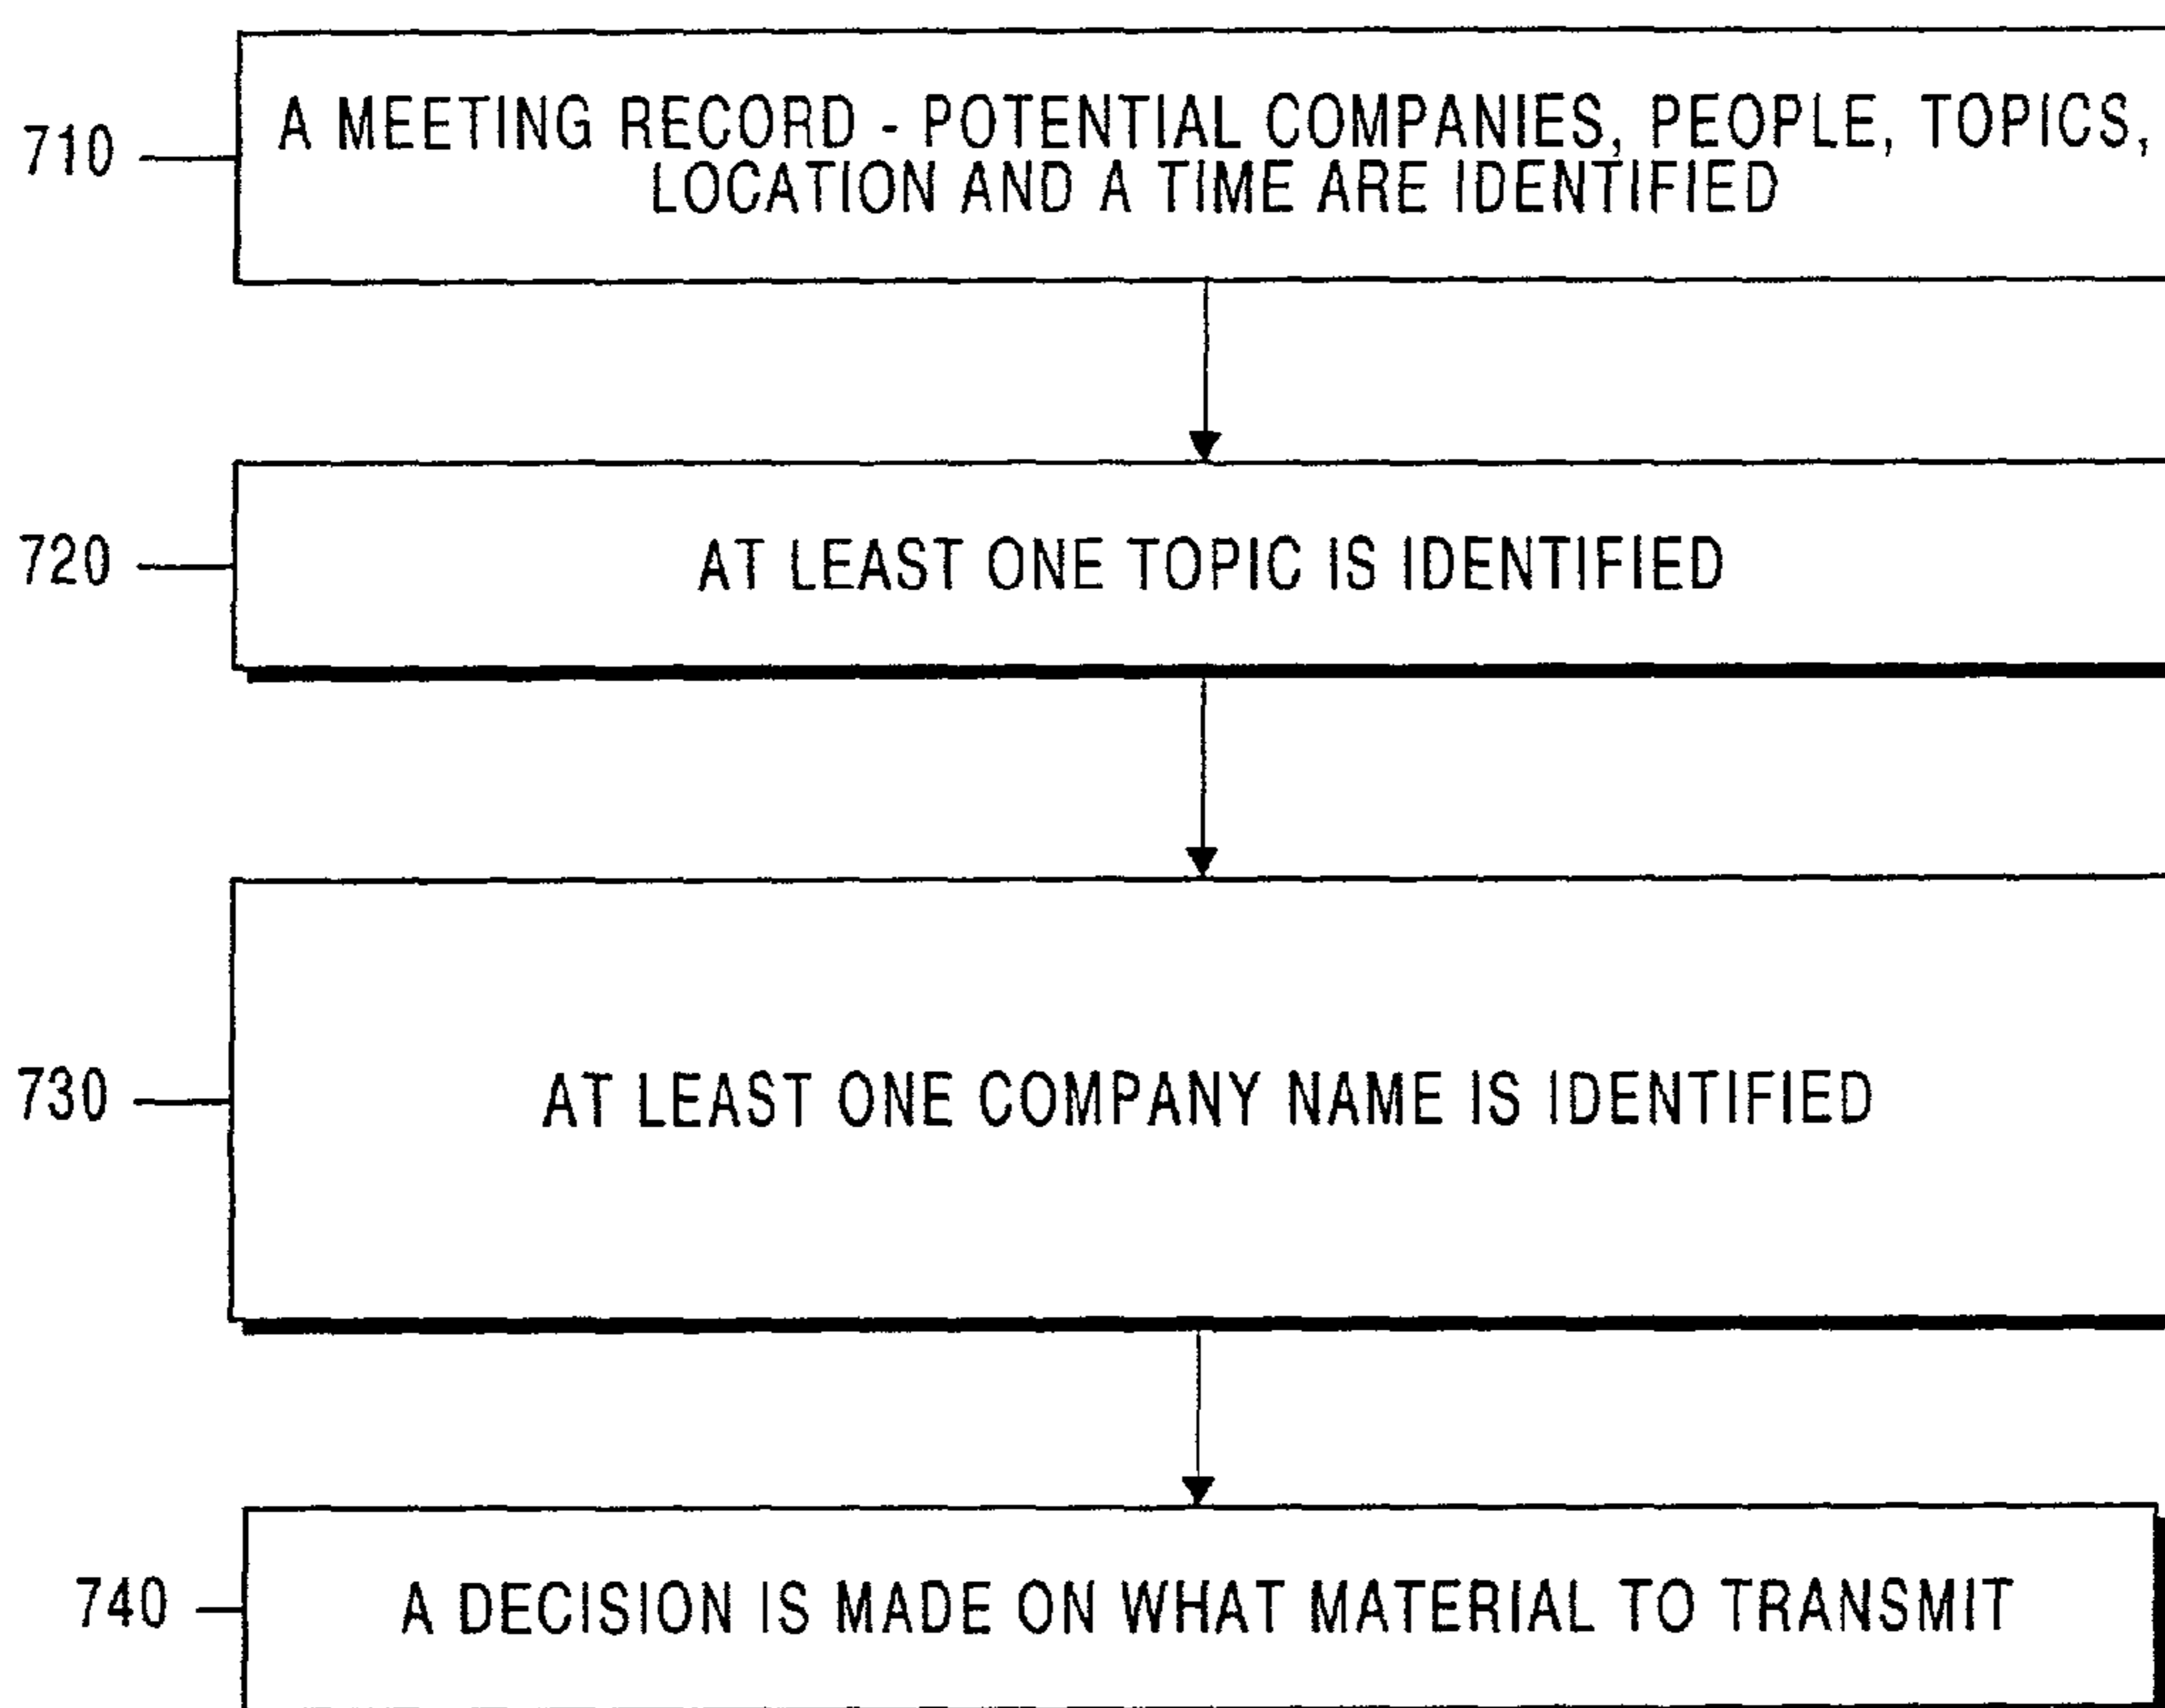 710
A MEETING RECORD - POTENTIAL COMPANIES, PEOPLE, TOPICS,
LOCATION AND A TIME ARE IDENTIFIED
720
AT LEAST ONE TOPIC IS IDENTIFIED
730
AT LEAST ONE COMPANY NAME IS IDENTIFIED
740
A DECISION IS MADE ON WHAT MATERIAL TO TRANSMIT